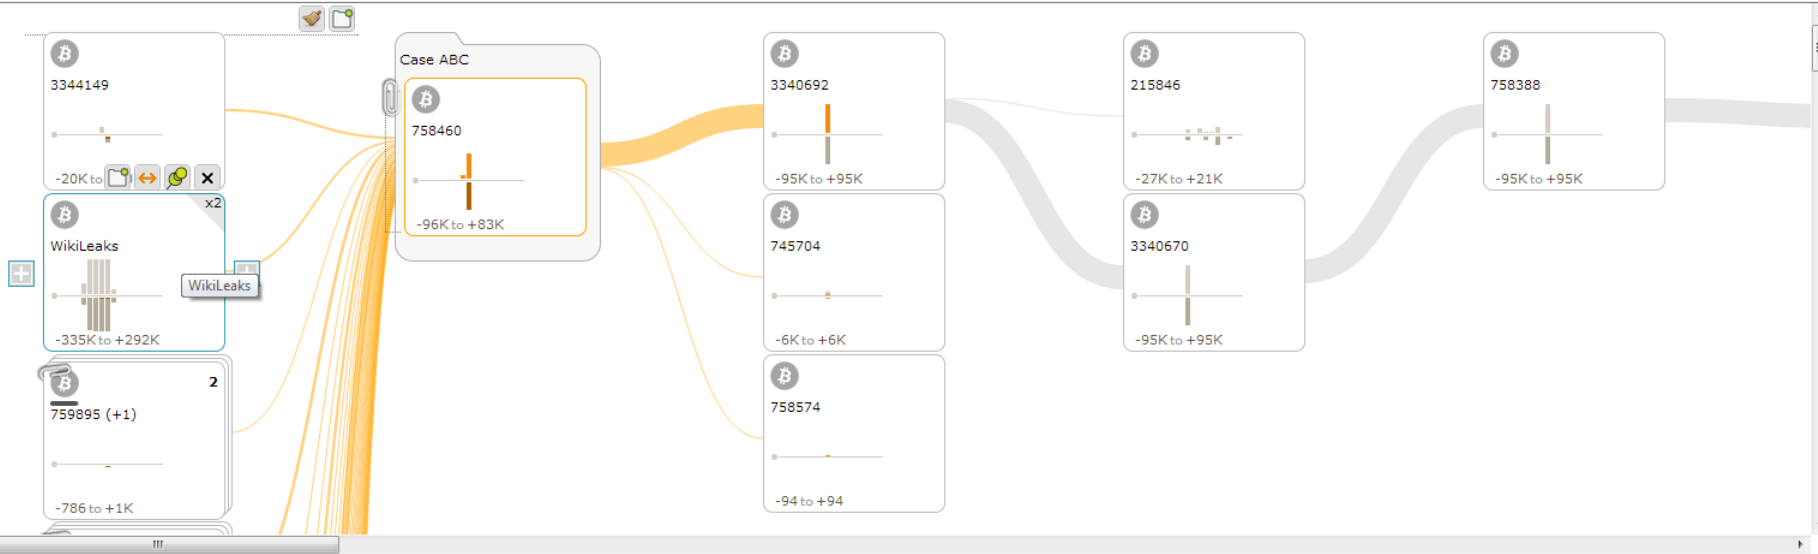 3344149
-20K to
x2
WikiLeaks
WikiLeaks
-335K to +292K
2
759895 (+1)
-786 to +1K
Case ABC
758460
-96K to +83K
3340692
-95K to +95K
745704
-6K to +6K
758574
-94 to +94
215846
-27K to +21K
3340670
-95K to +95K
758388
-95K to +95K